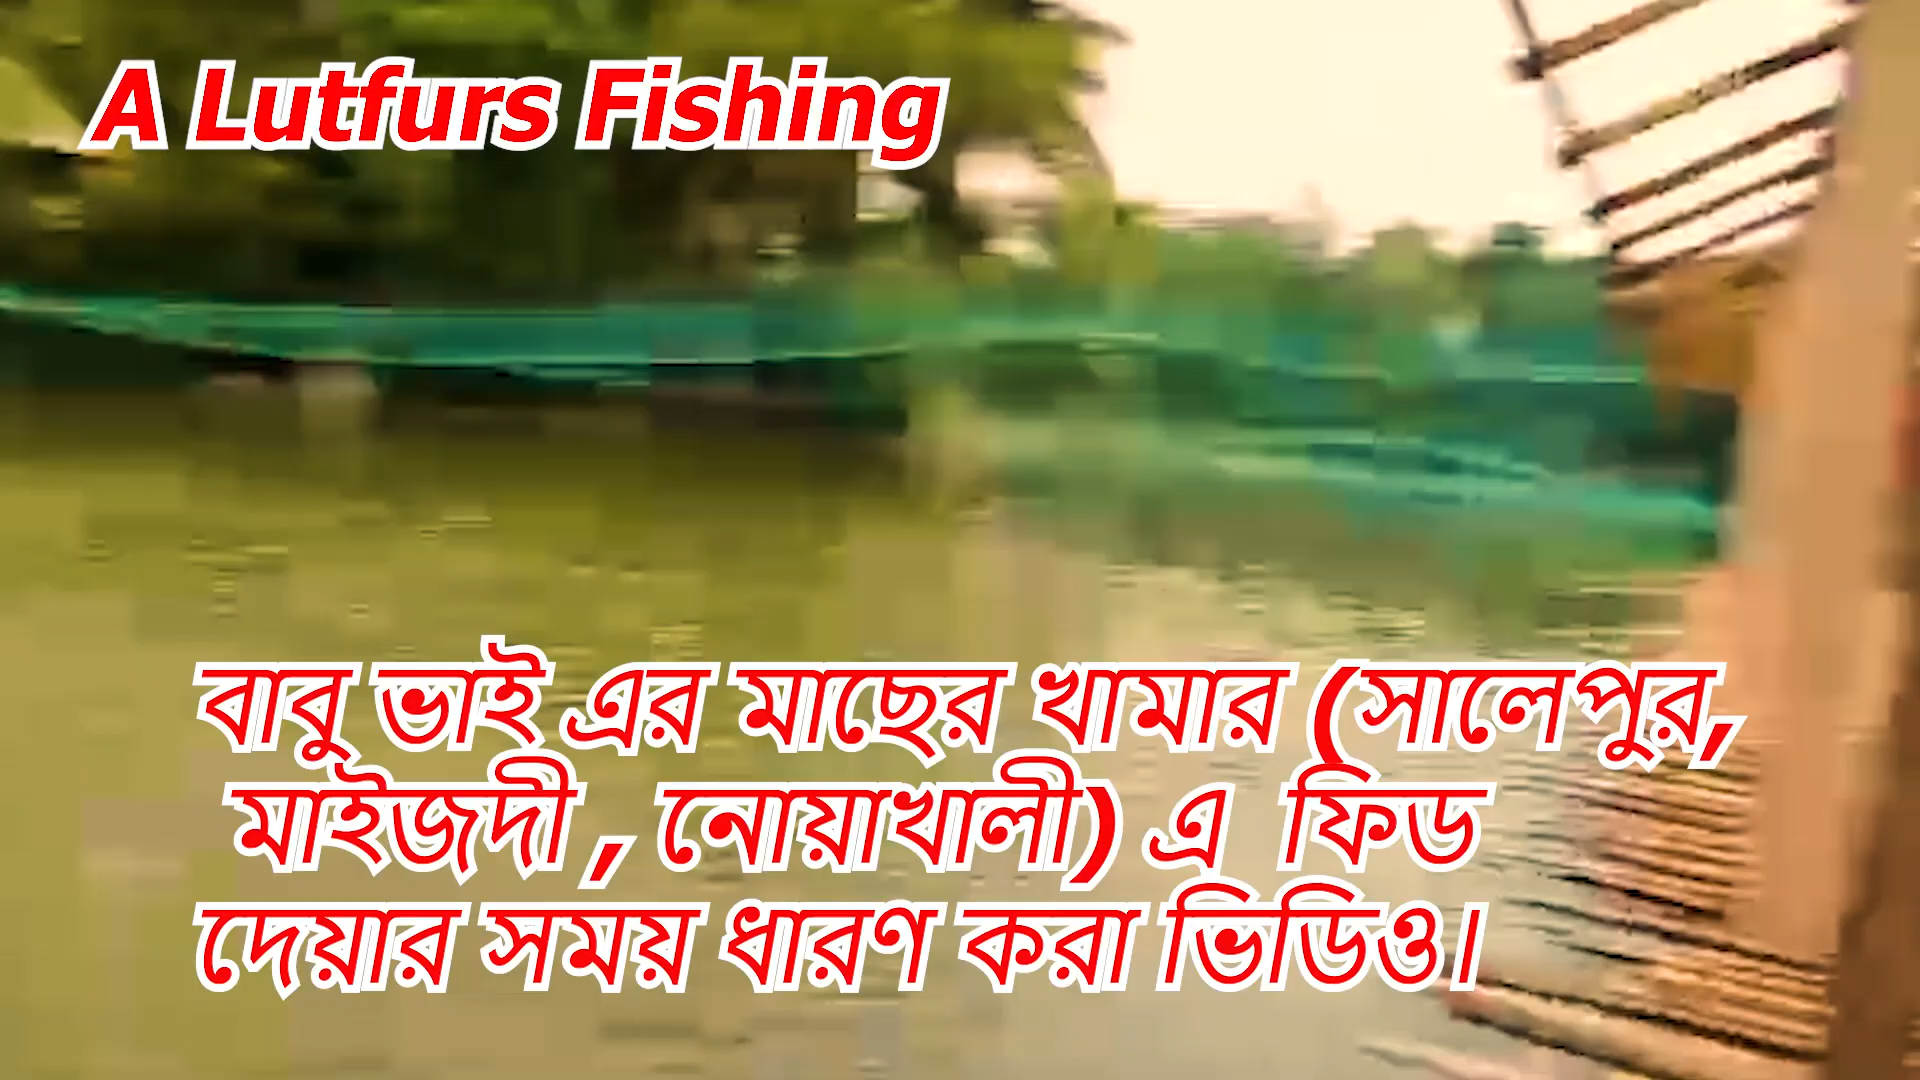 A Lutfurs Fishing
বাবু ভাই এর মাছের খামার (সালেপুর,
মাইজদী , নোয়াখালী) এ  ফিড
দেয়ার সময় ধারণ করা ভিডিও।